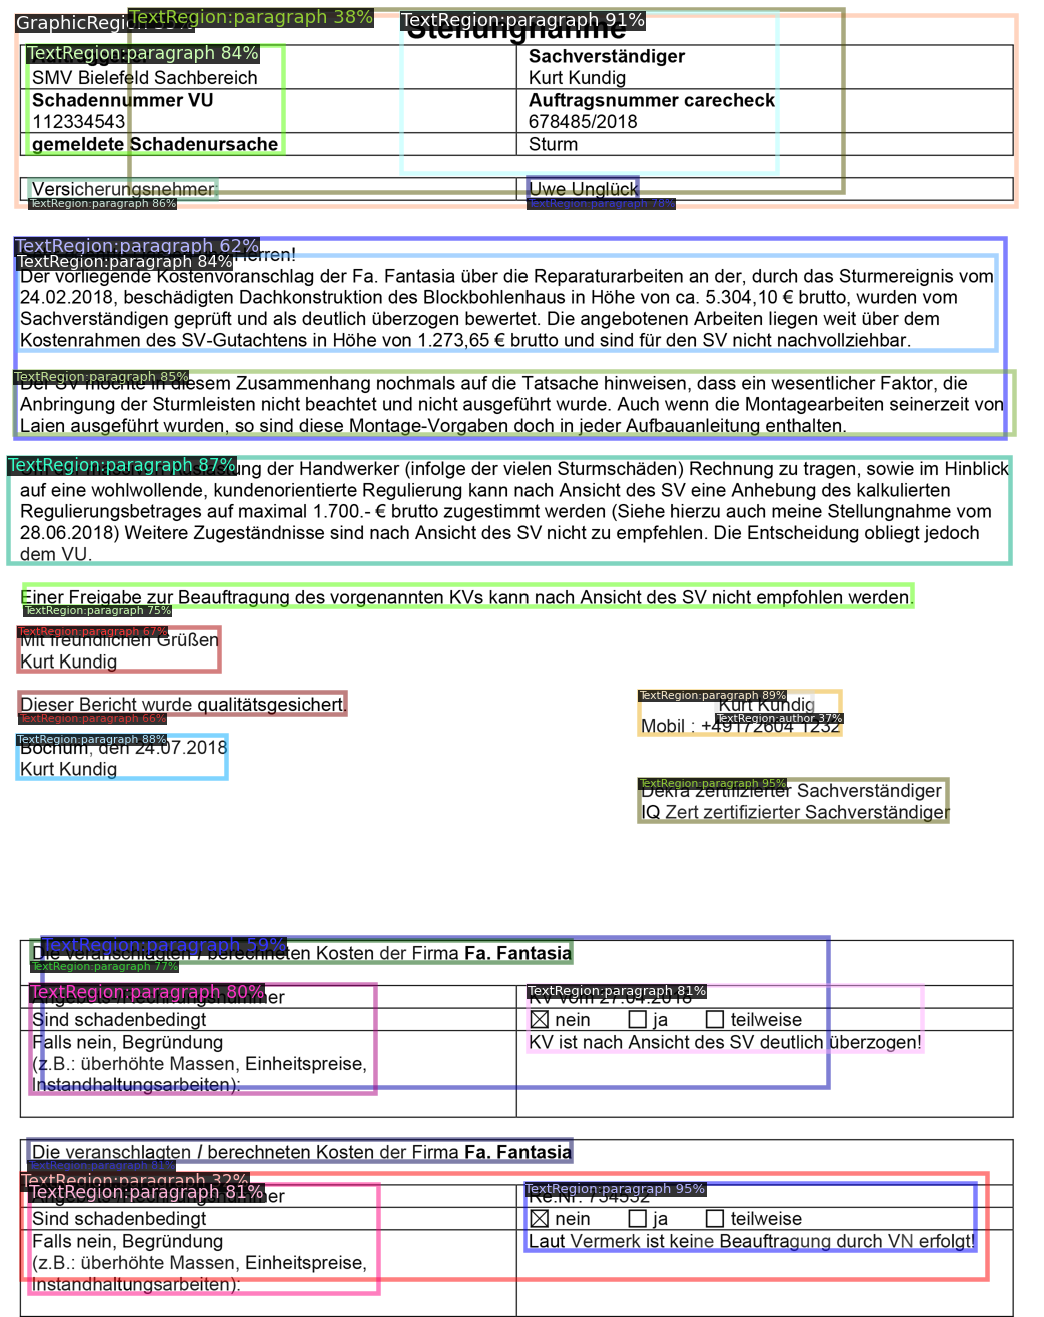 GraphicRegion
TextRegion:paragraph 38%
TextRegion:paragraph 91%
Stellungnahme
TextRegion:paragraph 84%
Sachverständiger
SMV Bielefeld Sachbereich
Kurt Kundig
Schadennummer VU
Auftragsnummer carecheck
112334543
678485/2018
gemeldete Schadenursache
Sturm
Versicherungsnehmer:
Uwe Unglück
TextRegion:paragraph 86%
TextRegion:paragraph 78%
TextRegion:paragraph 62%
Herren!
TextRegion:paragraph 84%
Der vorliegende Kostenvoranschlag der Fa. Fantasia über die Reparaturarbeiten an der, durch das Sturmereignis vom
24.02.2018, beschädigten Dachkonstruktion des Blockbohlenhaus in Höhe von ca. 5.304,10 € brutto, wurden vom
Sachverständigen geprüft und als deutlich überzogen bewertet. Die angebotenen Arbeiten liegen weit über dem
Kostenrahmen des SV-Gutachtens in Höhe von 1.273,65 € brutto und sind für den SV nicht nachvollziehbar.
TextRegion:paragraph 85%
Der SV möchte in diesem Zusammenhang nochmals auf die Tatsache hinweisen, dass ein wesentlicher Faktor, die
Anbringung der Sturmleisten nicht beachtet und nicht ausgeführt wurde. Auch wenn die Montagearbeiten seinerzeit von
Laien ausgeführt wurden, so sind diese Montage-Vorgaben doch in jeder Aufbauanleitung enthalten.
TextRegion:paragraph 87%
der Handwerker (infolge der vielen Sturmschäden) Rechnung zu tragen, sowie im Hinblick
auf eine wohlwollende, kundenorientierte Regulierung kann nach Ansicht des SV eine Anhebung des kalkulierten
Regulierungsbetrages auf maximal 1.700.- € brutto zugestimmt werden (Siehe hierzu auch meine Stellungnahme vom
28.06.2018) Weitere Zugeständnisse sind nach Ansicht des SV nicht zu empfehlen. Die Entscheidung obliegt jedoch
dem VU.
Einer Freigabe zur Beauftragung des vorgenannten KVs kann nach Ansicht des SV nicht empfohlen werden.
TextRegion:paragraph 75%
TextRegion:paragraph 67%
Mit freundlichen Grüßen
Kurt Kundig
Dieser Bericht wurde qualitätsgesichert.
TextRegion:paragraph 66%
TextRegion:paragraph 89%
Kurt Kundig
TextRegion:author 37%
Mobil : +49172604 1232
TextRegion:paragraph 88%
Bochum, den 24.07.2018
Kurt Kundig
TextRegion:paragraph 95%
Dekra zertifizierter Sachverständiger
IQ Zert zertifizierter Sachverständiger
TextRegion:paragraph 59%
Die veranschlagten / berechneten Kosten der Firma Fa. Fantasia
TextRegion:paragraph 77%
TextRegion:paragraph 80%
TextRegion:paragraph 81%
Angebots-/Rechnungsnummer
KV vom 27.04.2018
Sind schadenbedingt
nein ja teilweise
Falls nein, Begründung
KV ist nach Ansicht des SV deutlich überzogen!
(z.B.: überhöhte Massen, Einheitspreise,
Instandhaltungsarbeiten):
Die veranschlagten / berechneten Kosten der Firma Fa. Fantasia
TextRegion:paragraph 81%
TextRegion:paragraph 32%
TextRegion:paragraph 81%
TextRegion:paragraph 95%
Angebots-/Rechnungsnummer
Re.Nr.
Sind schadenbedingt
nein ja teilweise
Falls nein, Begründung
Laut Vermerk ist keine Beauftragung durch VN erfolgt!
(z.B.: überhöhte Massen, Einheitspreise,
Instandhaltungsarbeiten):